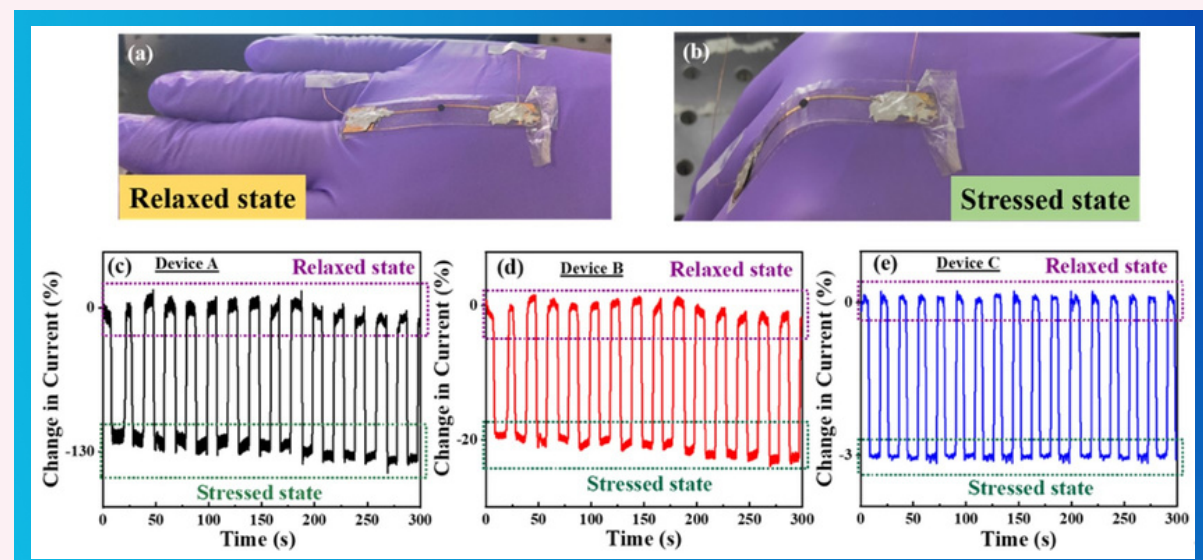 (a)
Relaxed state
(b)
Stressed state
(c)
Device A
Relaxed state
Change in Current (%)
0
-130
Stressed state
0
50
100
150
200
250
300
Time (s)
(d)
Device B
Relaxed state
Change in Current (%)
0
-20
Stressed state
0
50
100
150
200
250
300
Time (s)
(e)
Device C
Relaxed state
Change in Current (%)
0
-3
Stressed state
0
50
100
150
200
250
300
Time (s)